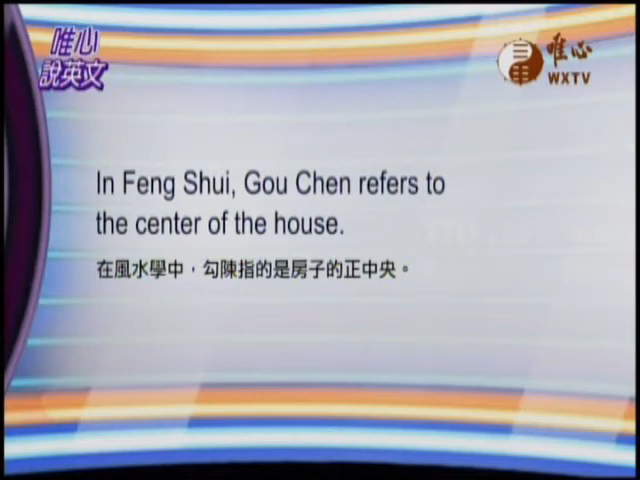 唯心
說英文
唯心
WXTV
In Feng Shui, Gou Chen refers to
the center of the house.
在風水學中，勾陳指的是房子的正中央。